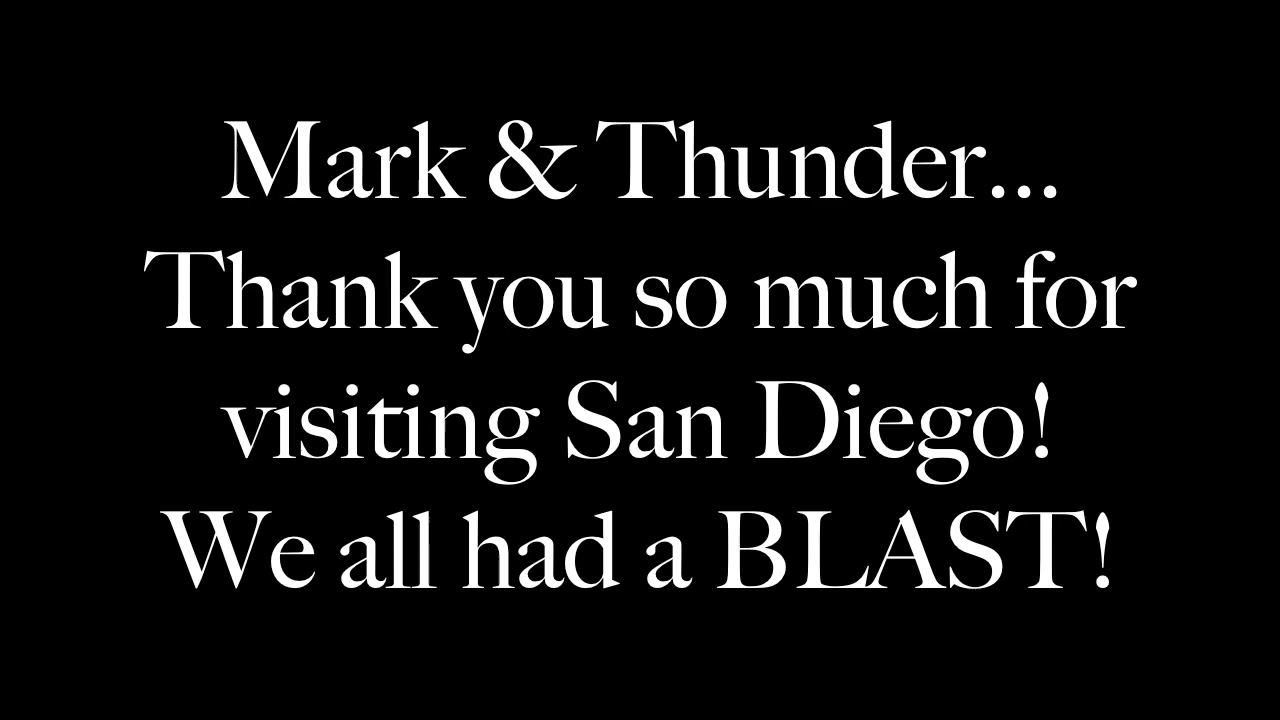 Mark & Thunder...
Thank you so much for
visiting San Diego!
We all had a BLAST!